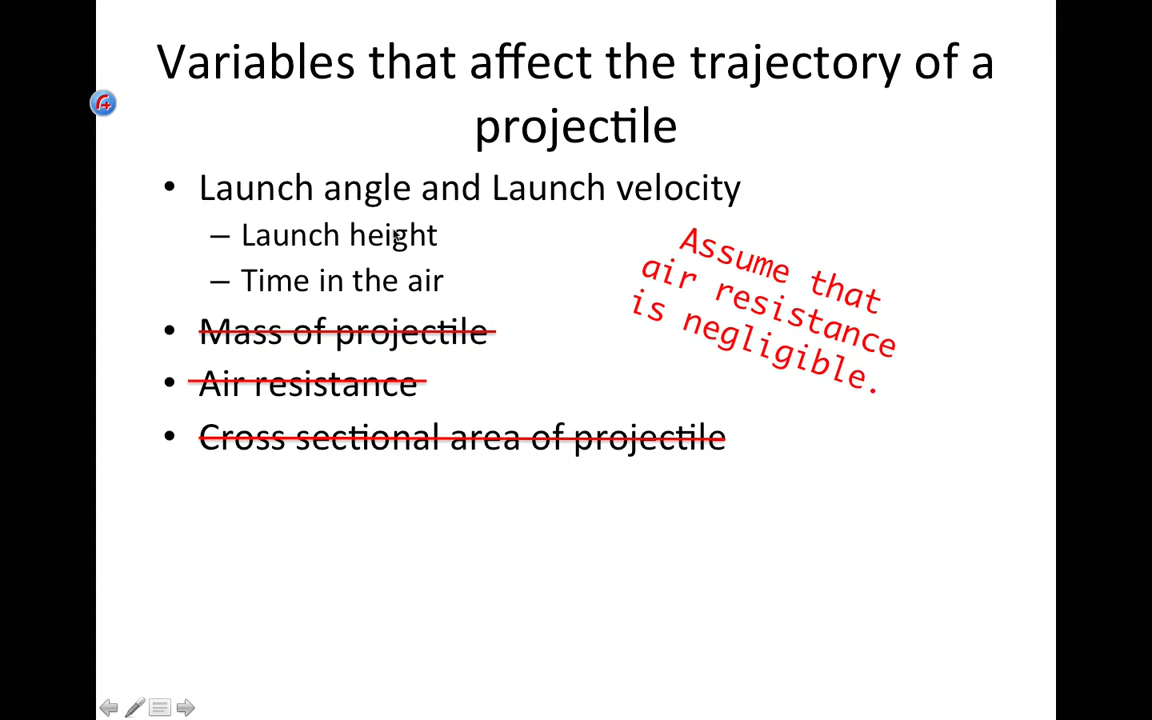 Variables that affect the trajectory of a
projectile
• Launch angle and Launch velocity
– Launch height
– Time in the air
Assume that
air resistance
is negligible.
• Mass of projectile
• Air resistance
• Cross sectional area of projectile